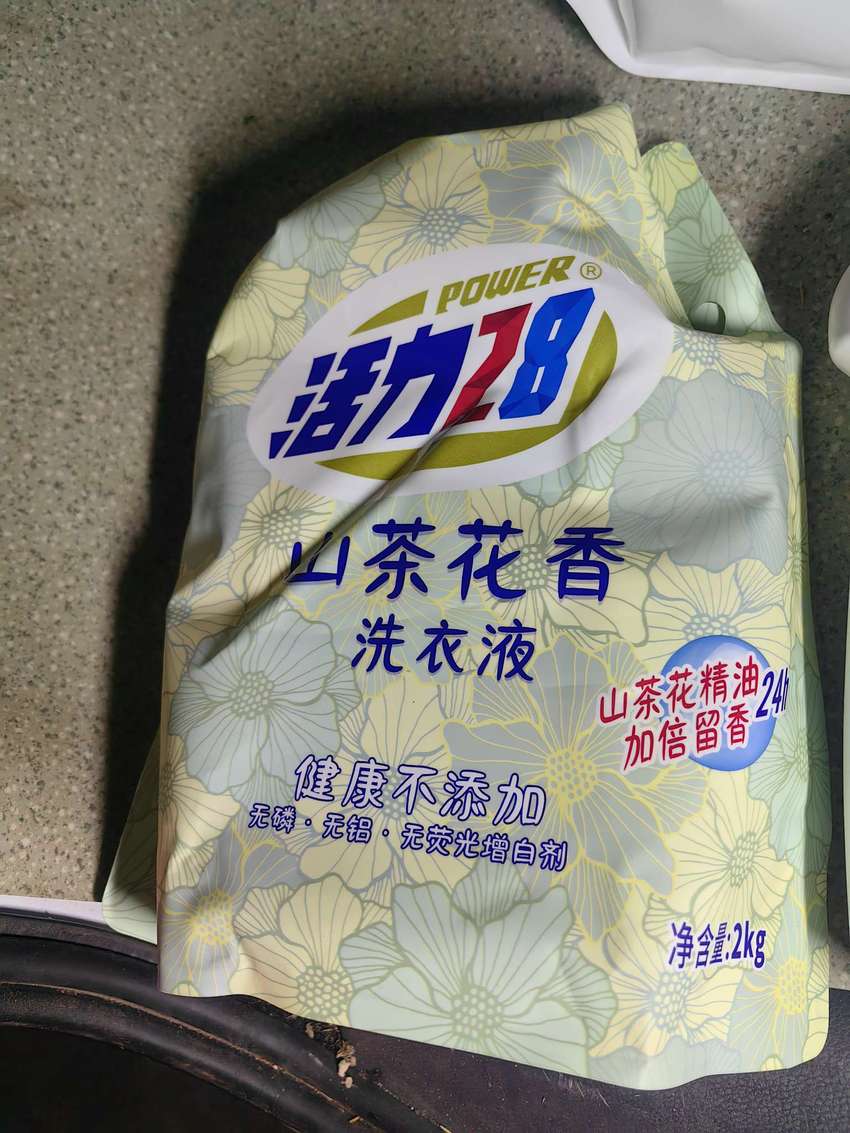 POWER®
活力28
山茶花香
洗衣液
山茶花精油
加倍留香
24h
健康不添加
无磷·无铝·无荧光增白剂
净含量:2kg